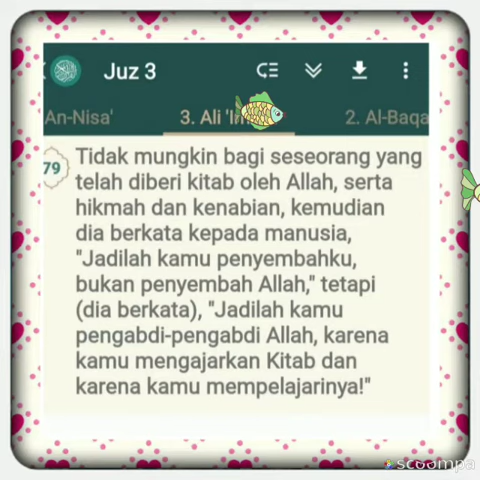 Juz 3
An-Nisa'
3. Ali 'Im
2. Al-Baqa
79
Tidak mungkin bagi seseorang yang
telah diberi kitab oleh Allah, serta
hikmah dan kenabian, kemudian
dia berkata kepada manusia,
"Jadilah kamu penyembahku,
bukan penyembah Allah," tetapi
(dia berkata), "Jadilah kamu
pengabdi-pengabdi Allah, karena
kamu mengajarkan Kitab dan
karena kamu mempelajarinya!"
scoompa